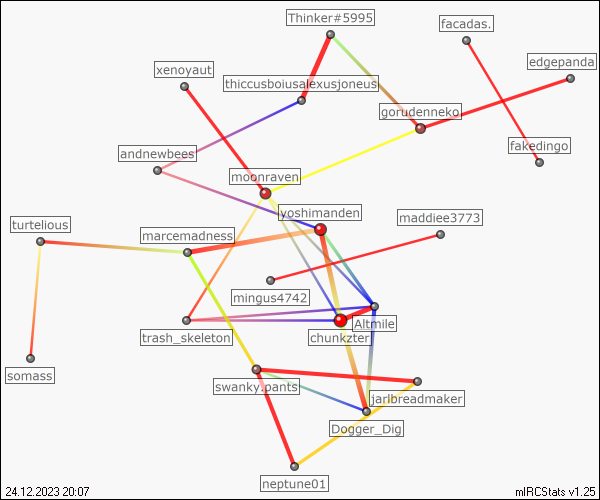 Thinker#5995
facadas.
edgepanda
xenoyaut
thiccusboiusalexusjoneus
gorudenneko
andnewbees
fakedingo
moonraven
yoshimanden
maddiee3773
turtelious
marcemadness
mingus4742
Altmile
trash_skeleton
chunkzter
somass
swanky.pants
jarlbreadmaker
Dogger_Dig
neptune01
24.12.2023 20:07
mIRCStats v1.25